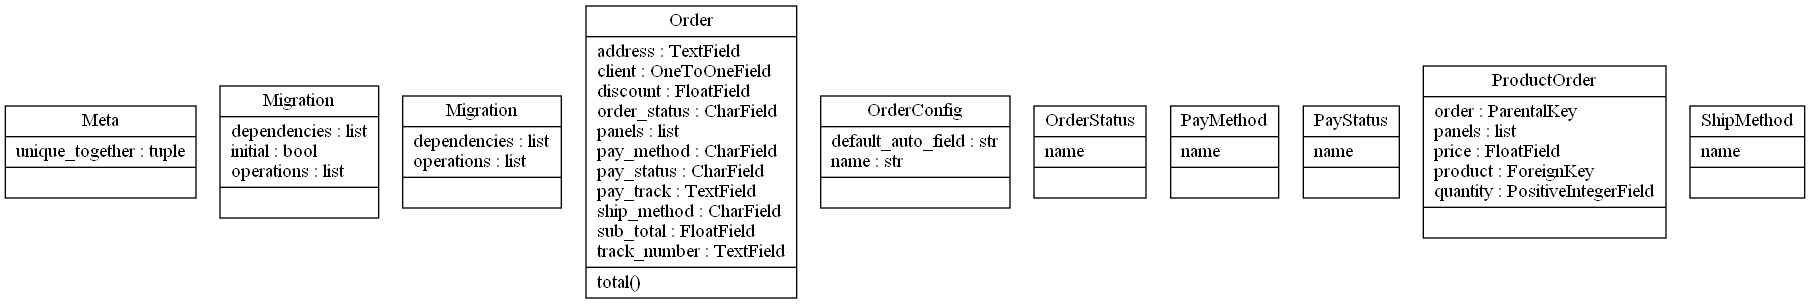 Meta
unique_together : tuple
Migration
dependencies : list
initial : bool
operations : list
Migration
dependencies : list
operations : list
Order
address : TextField
client : OneToOneField
discount : FloatField
order_status : CharField
panels : list
pay_method : CharField
pay_status : CharField
pay_track : TextField
ship_method : CharField
sub_total : FloatField
track_number : TextField
total()
OrderConfig
default_auto_field : str
name : str
OrderStatus
name
PayMethod
name
PayStatus
name
ProductOrder
order : ParentalKey
panels : list
price : FloatField
product : ForeignKey
quantity : PositiveIntegerField
ShipMethod
name